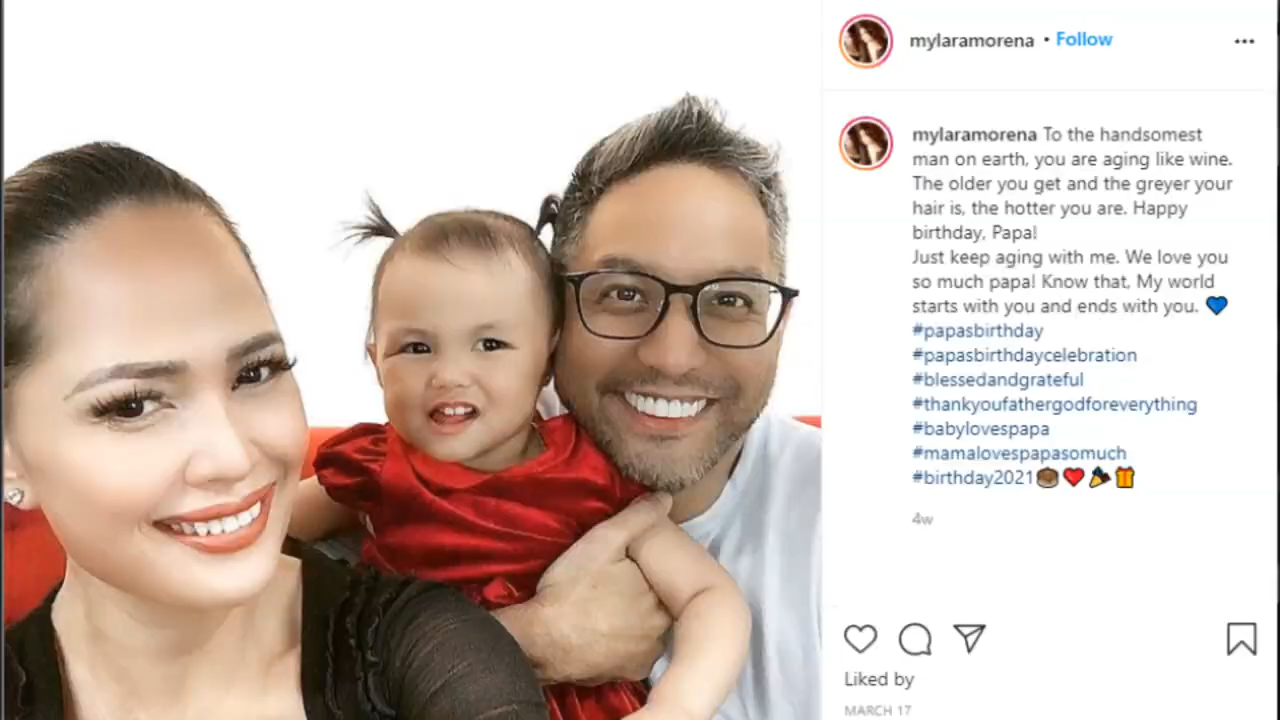 mylaramorena • Follow
mylaramorena To the handsomest
man on earth, you are aging like wine.
The older you get and the greyer your
hair is, the hotter you are. Happy
birthday, Papa!
Just keep aging with me. We love you
so much papa! Know that, My world
starts with you and ends with you. 💙
#papasbirthday
#papasbirthdaycelebration
#blessedandgrateful
#thankyoufathergodforeverything
#babylovespapa
#mamalovespapasomuch
#birthday2021🎂❤️🎉🎁
4w
Liked by
MARCH 17